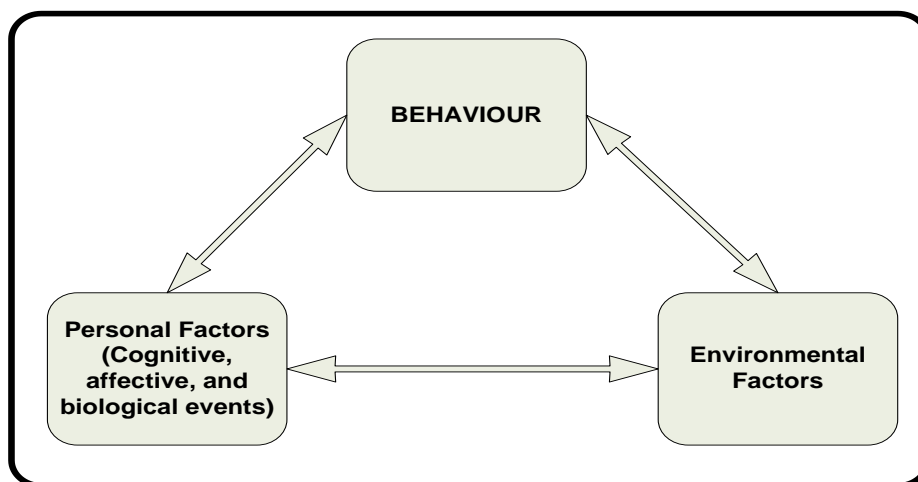 BEHAVIOUR
Personal Factors
(Cognitive,
affective, and
biological events)
Environmental
Factors